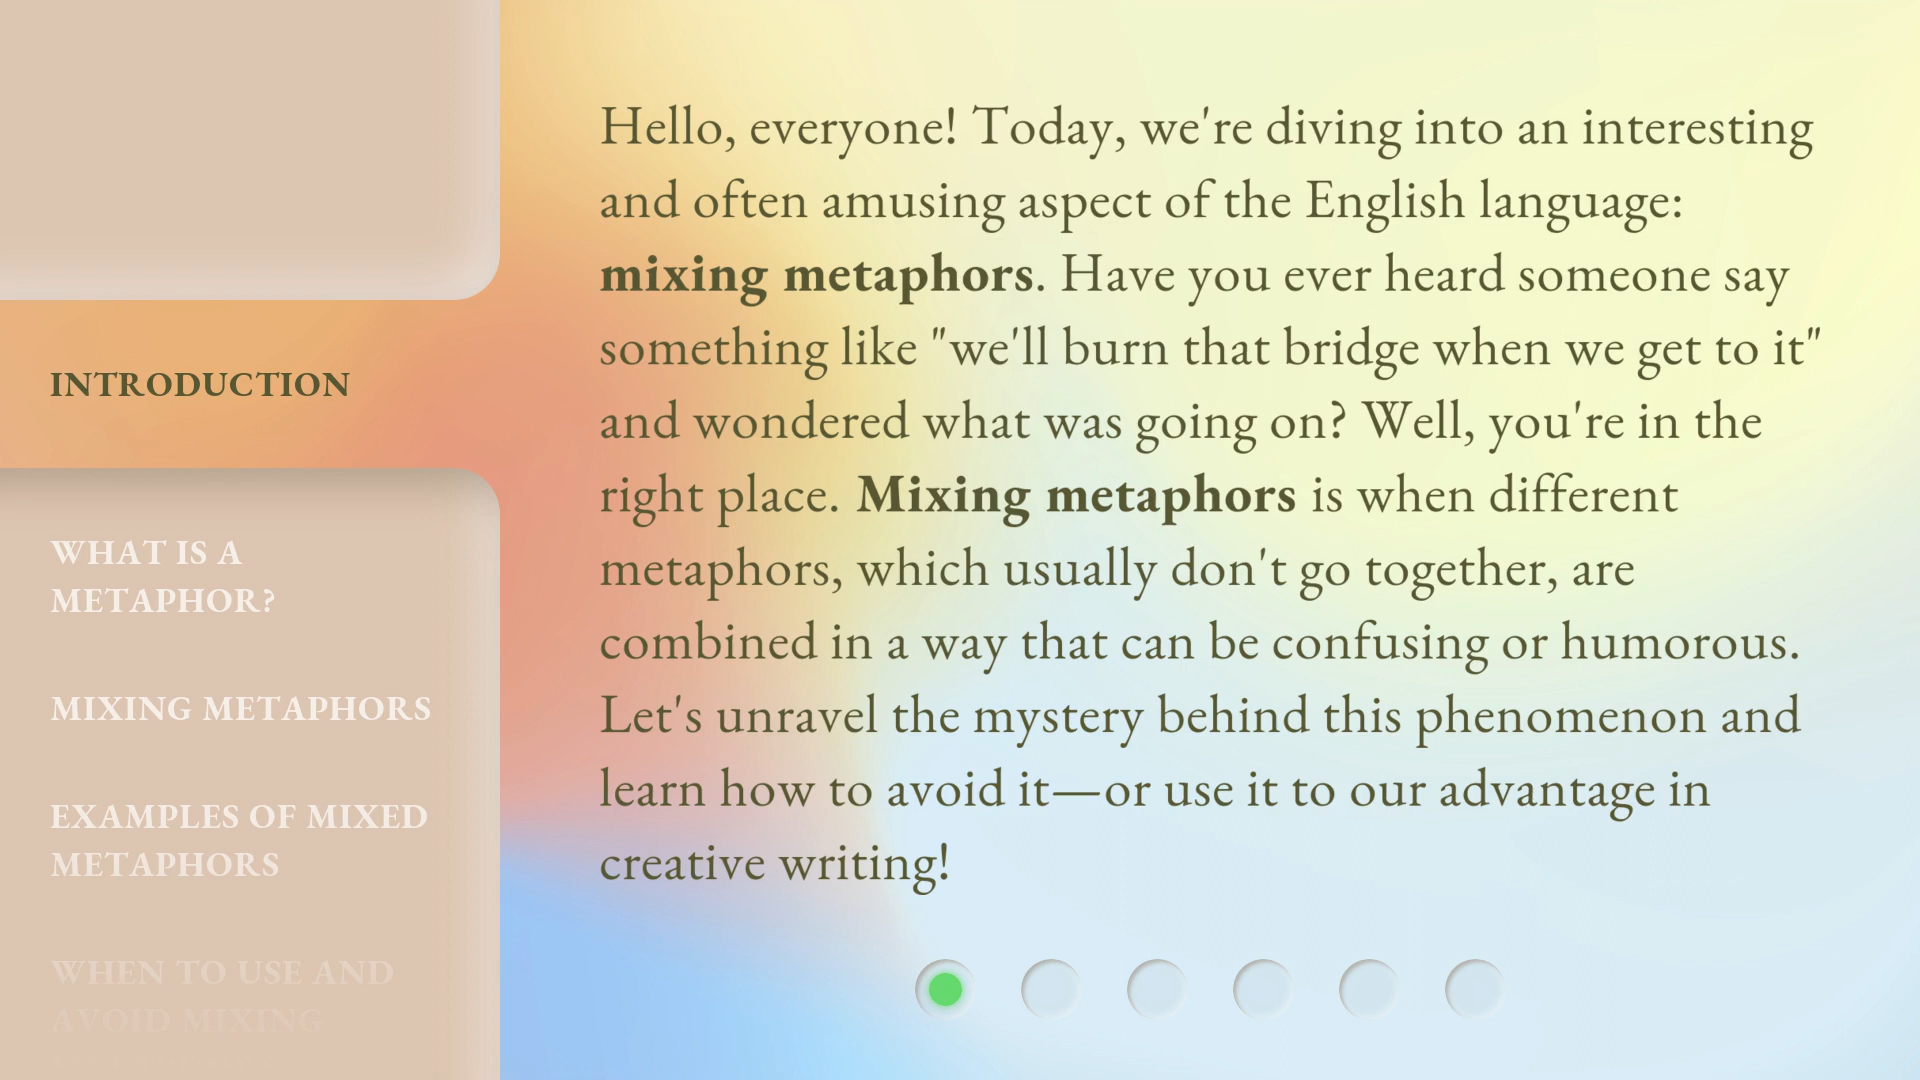 INTRODUCTION
WHAT IS A
METAPHOR?
MIXING METAPHORS
EXAMPLES OF MIXED
METAPHORS
WHEN TO USE AND
AVOID MIXING
Hello, everyone! Today, we're diving into an interesting
and often amusing aspect of the English language:
mixing metaphors. Have you ever heard someone say
something like "we'll burn that bridge when we get to it"
and wondered what was going on? Well, you're in the
right place. Mixing metaphors is when different
metaphors, which usually don't go together, are
combined in a way that can be confusing or humorous.
Let's unravel the mystery behind this phenomenon and
learn how to avoid it—or use it to our advantage in
creative writing!